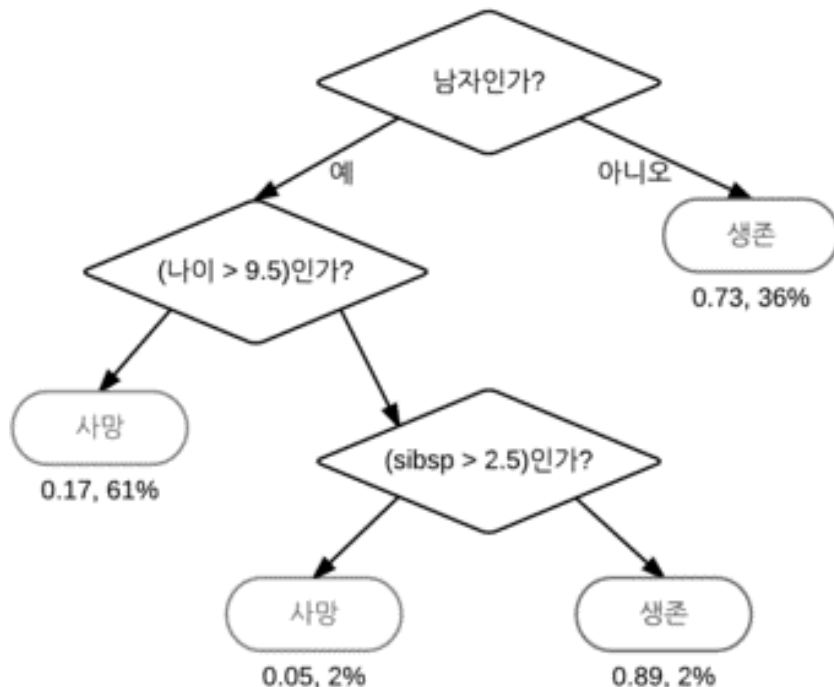 남자인가?
예
아니오
생존
0.73, 36%
(나이 > 9.5)인가?
사망
0.17, 61%
(sibsp > 2.5)인가?
사망
0.05, 2%
생존
0.89, 2%